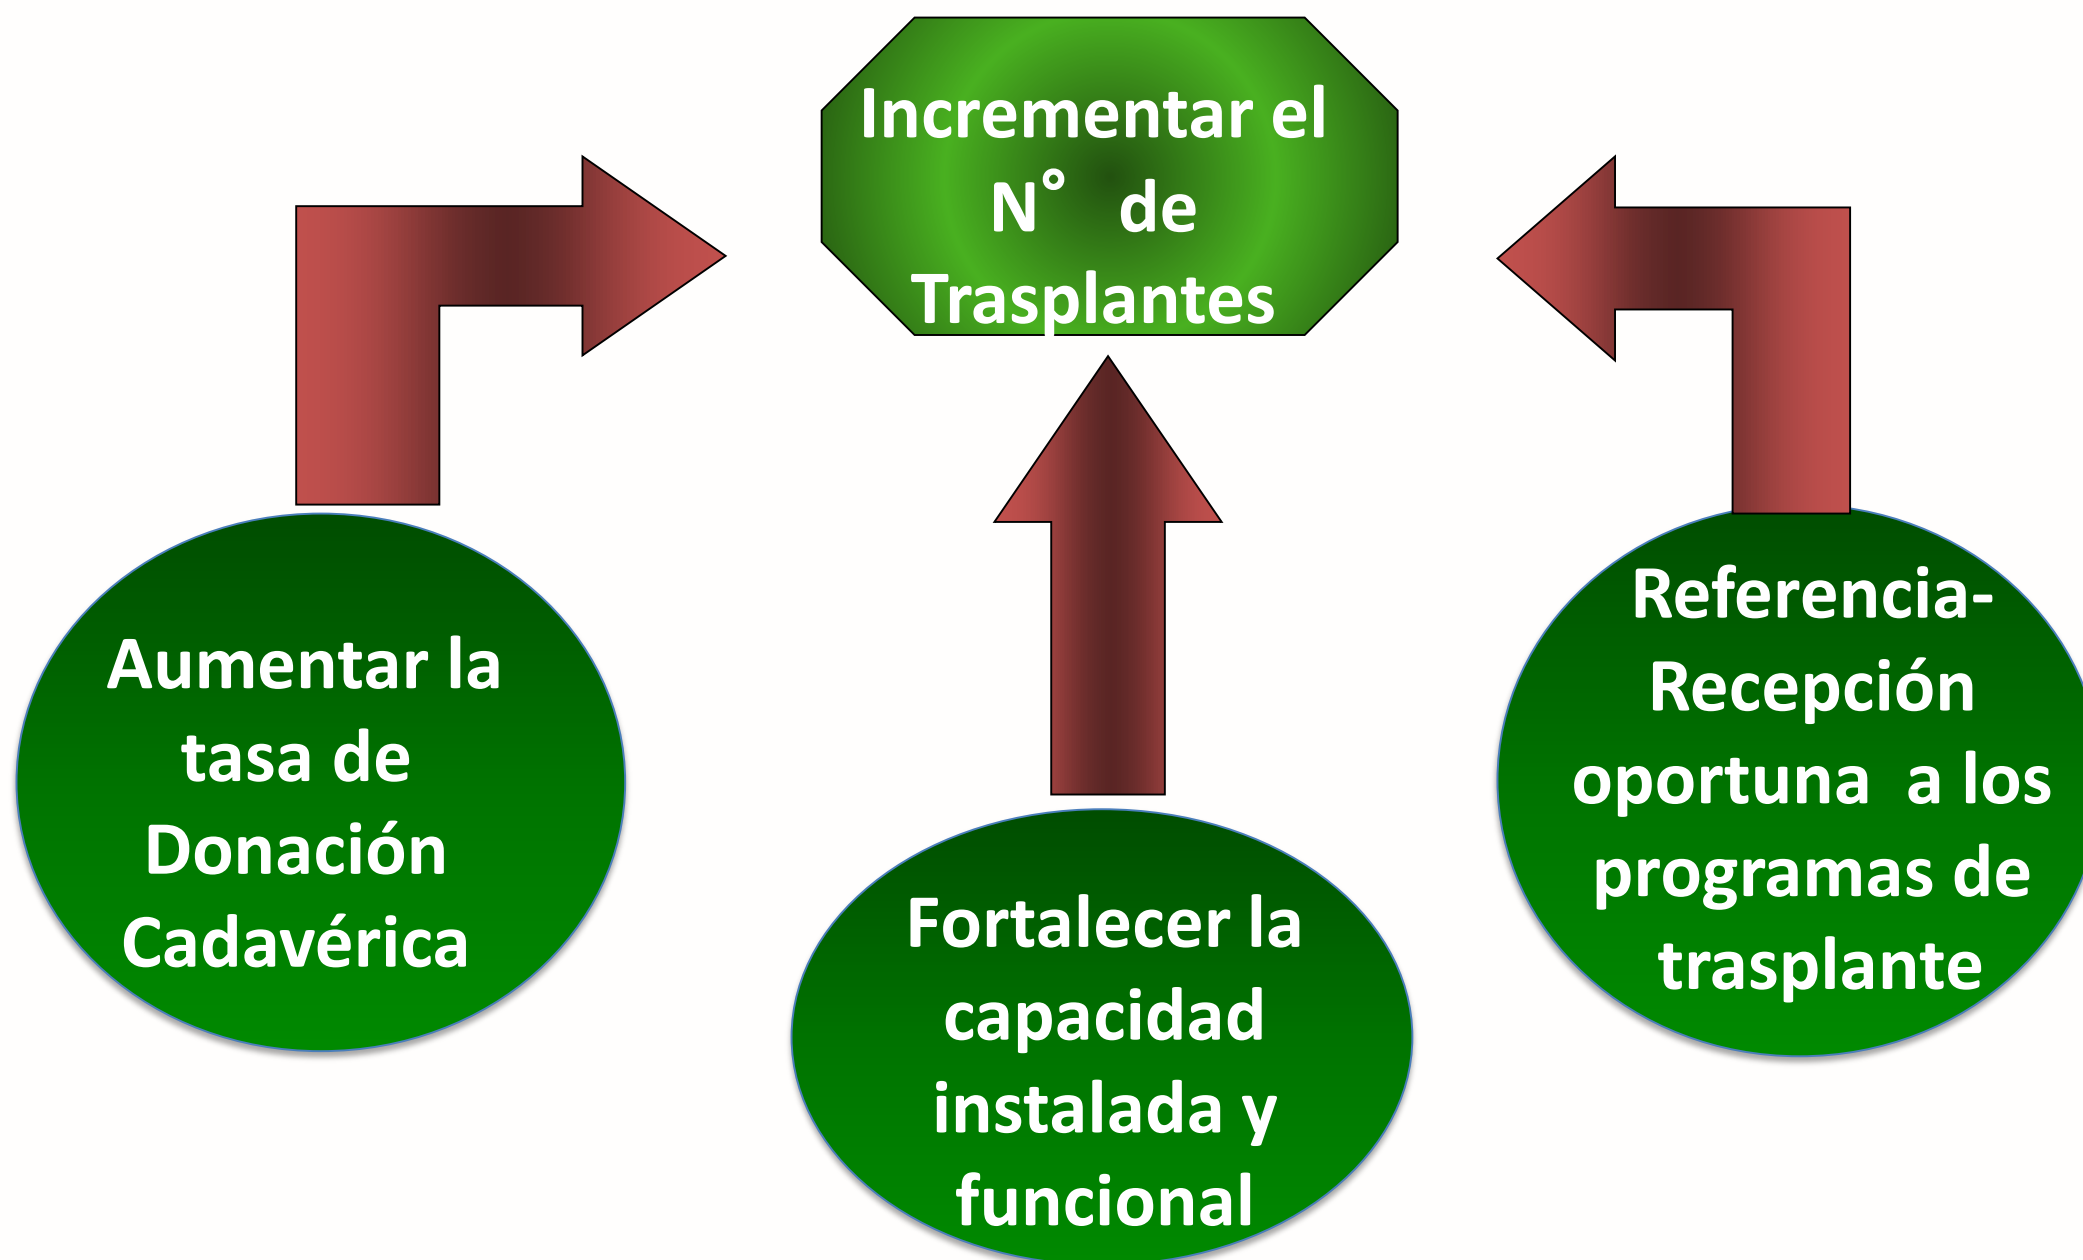 Incrementar el
N° de
Trasplantes
Aumentar la
tasa de
Donación
Cadavérica
Fortalecer la
capacidad
instalada y
funcional
Referencia-
Recepción
oportuna a los
programas de
trasplante